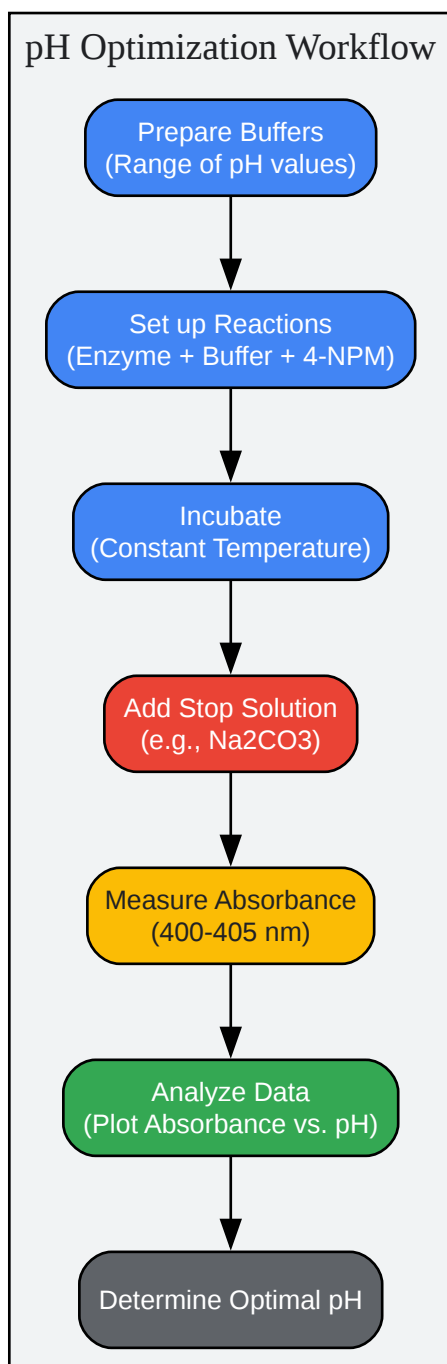 pH Optimization Workflow
Prepare Buffers
(Range of pH values)
Set up Reactions
(Enzyme + Buffer + 4-NPM)
Incubate
(Constant Temperature)
Add Stop Solution
(e.g., Na2CO3)
Measure Absorbance
(400-405 nm)
Analyze Data
(Plot Absorbance vs. pH)
Determine Optimal pH